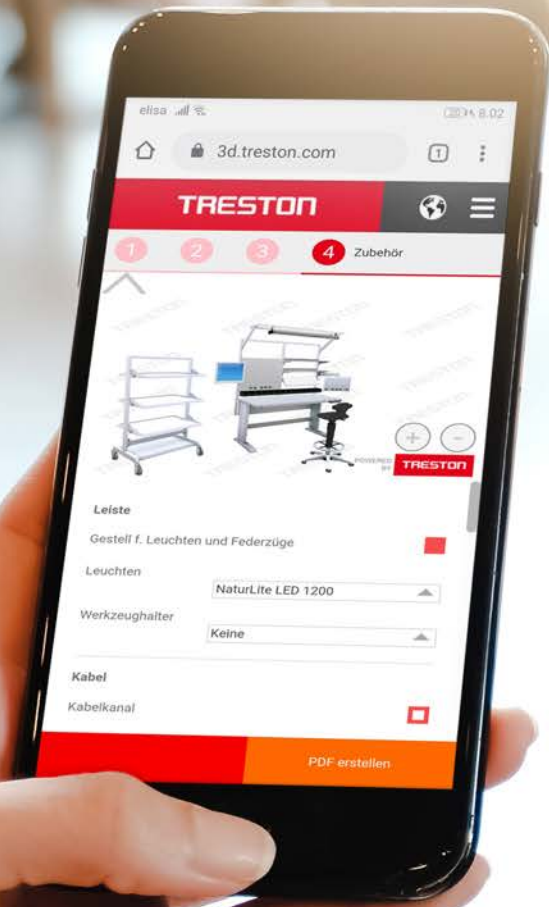 elisa 8.02
3d.treston.com 1
TRESTON
1 2 3 4 Zubehör
POWERED BY TRESTON
Leiste
Gestell f. Leuchten und Federzüge
Leuchten
NaturLite LED 1200
Werkzeughalter
Keine
Kabel
Kabelkanal
PDF erstellen